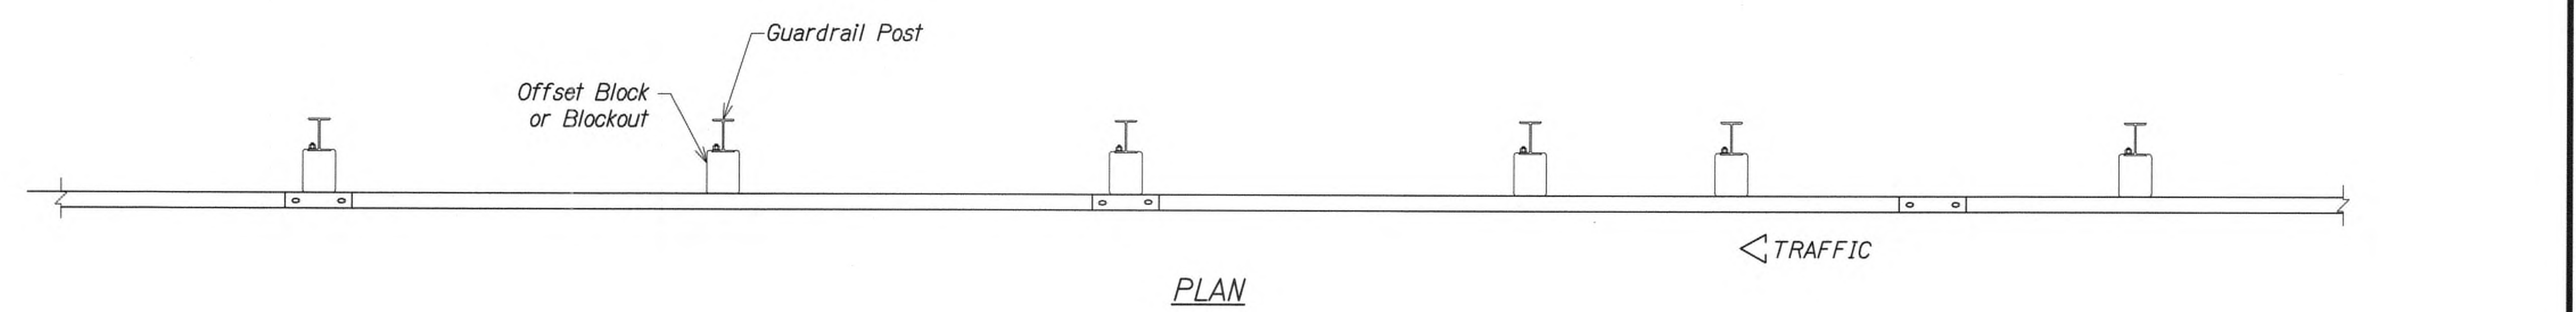 Guardrail Post
Offset Block
or Blockout
TRAFFIC
PLAN